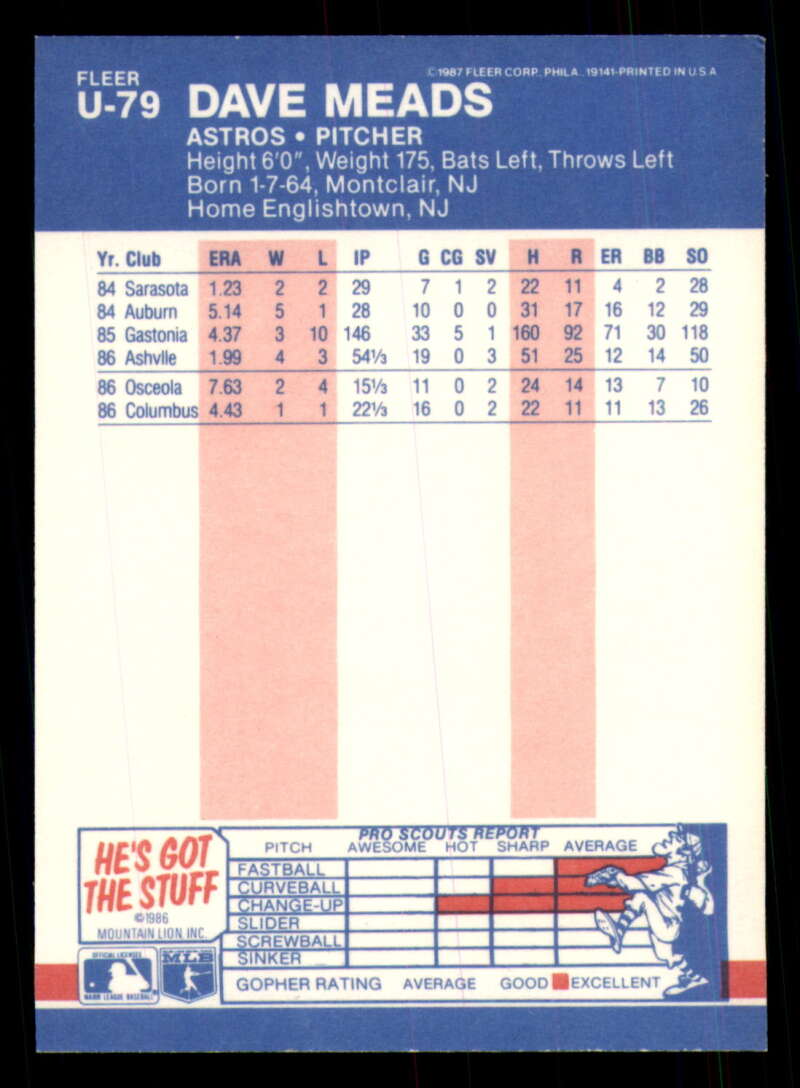 FLEER
©1987 FLEER CORP. PHILA. 19141-PRINTED IN U.S.A
U-79 DAVE MEADS
ASTROS • PITCHER
Height 6'0", Weight 175, Bats Left, Throws Left
Born 1-7-64, Montclair, NJ
Home Englishtown, NJ
Yr. Club ERA W L IP G CG SV H R ER BB SO
84 Sarasota 1.23 2 2 29 7 1 2 22 11 4 2 28
84 Auburn 5.14 5 1 28 10 0 0 31 17 16 12 29
85 Gastonia 4.37 3 10 146 33 5 1 160 92 71 30 118
86 Ashvlle 1.99 4 3 54⅓ 19 0 3 51 25 12 14 50
86 Osceola 7.63 2 4 15⅓ 11 0 2 24 14 13 7 10
86 Columbus 4.43 1 1 22⅓ 16 0 2 22 11 11 13 26
HE'S GOT
THE STUFF
©1986
MOUNTAIN LION, INC.
PRO SCOUTS REPORT
PITCH AWESOME HOT SHARP AVERAGE
FASTBALL
CURVEBALL
CHANGE-UP
SLIDER
SCREWBALL
SINKER
GOPHER RATING AVERAGE GOOD EXCELLENT
OFFICIAL LICENSEE
MAJOR LEAGUE BASEBALL
MLB